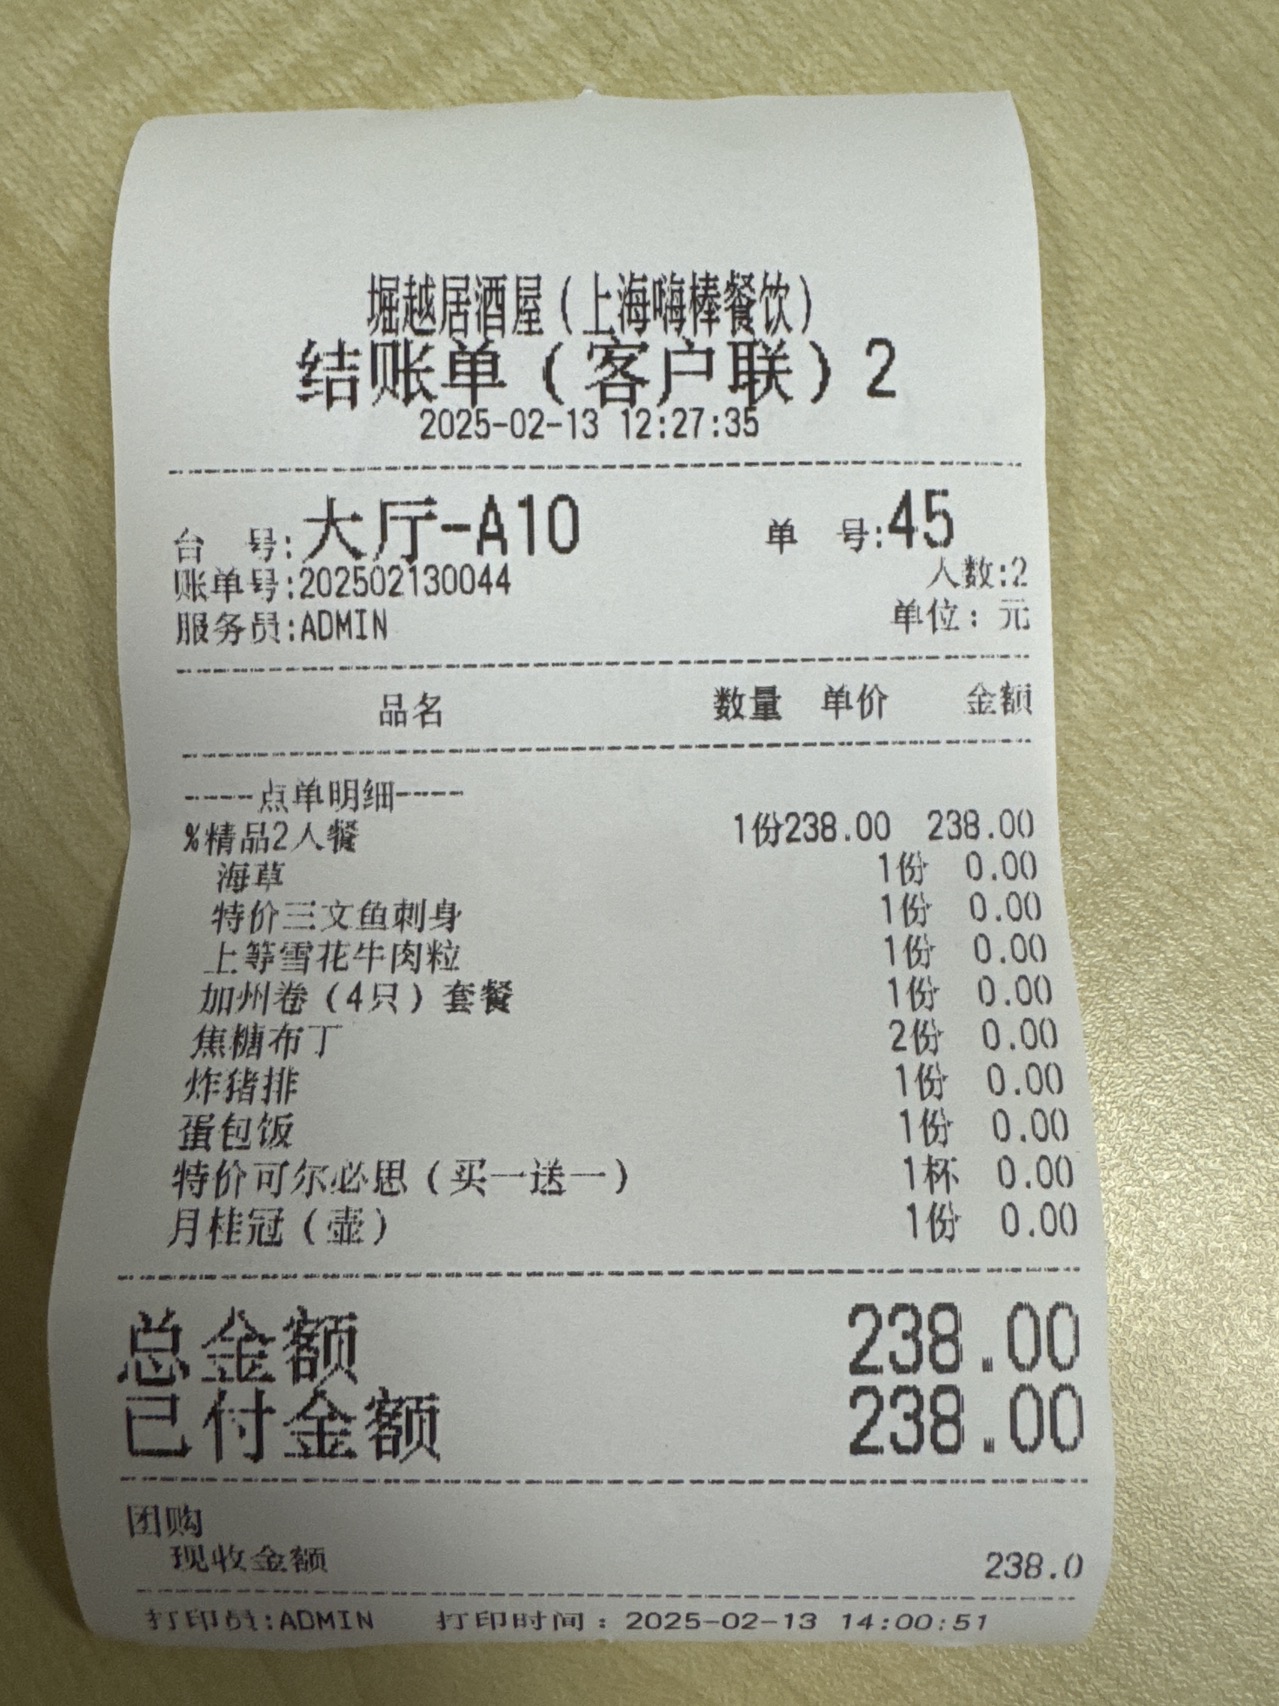 堀越居酒屋（上海嗨棒餐饮）
结账单（客户联）2
2025-02-13 12:27:35
台 号:大厅-A10 单 号:45
账单号:202502130044 人数:2
服务员:ADMIN 单位：元
品名 数量 单价 金额
----点单明细----
%精品2人餐 1份238.00 238.00
海草 1份 0.00
特价三文鱼刺身 1份 0.00
上等雪花牛肉粒 1份 0.00
加州卷（4只）套餐 1份 0.00
焦糖布丁 2份 0.00
炸猪排 1份 0.00
蛋包饭 1份 0.00
特价可尔必思（买一送一） 1杯 0.00
月桂冠（壶） 1份 0.00
总金额 238.00
已付金额 238.00
团购
现收金额 238.0
打印员:ADMIN 打印时间：2025-02-13 14:00:51